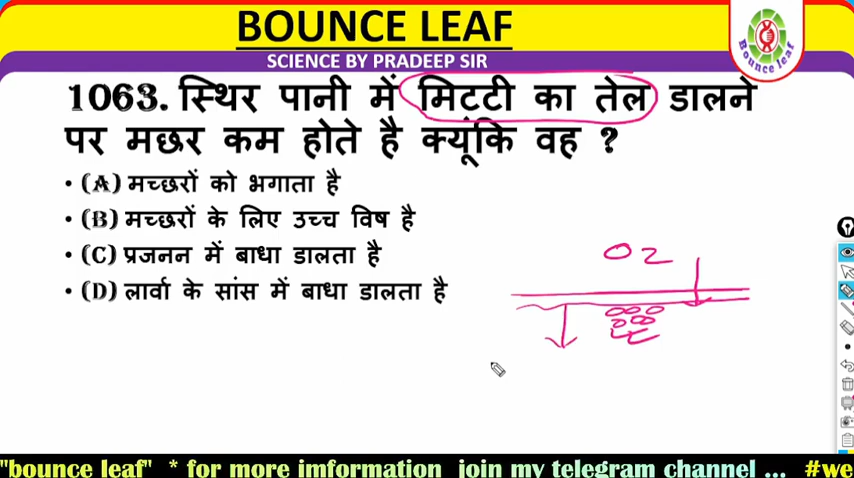 BOUNCE LEAF
SCIENCE BY PRADEEP SIR
Bounce leaf
1063. स्थिर पानी में मिटटी का तेल डालने
पर मछर कम होते है क्यूंकि वह ?
• (A) मच्छरों को भगाता है
• (B) मच्छरों के लिए उच्च विष है
• (C) प्रजनन में बाधा डालता है
• (D) लार्वा के सांस में बाधा डालता है
O2
"bounce leaf" * for more imformation join my telegram channel ... #we